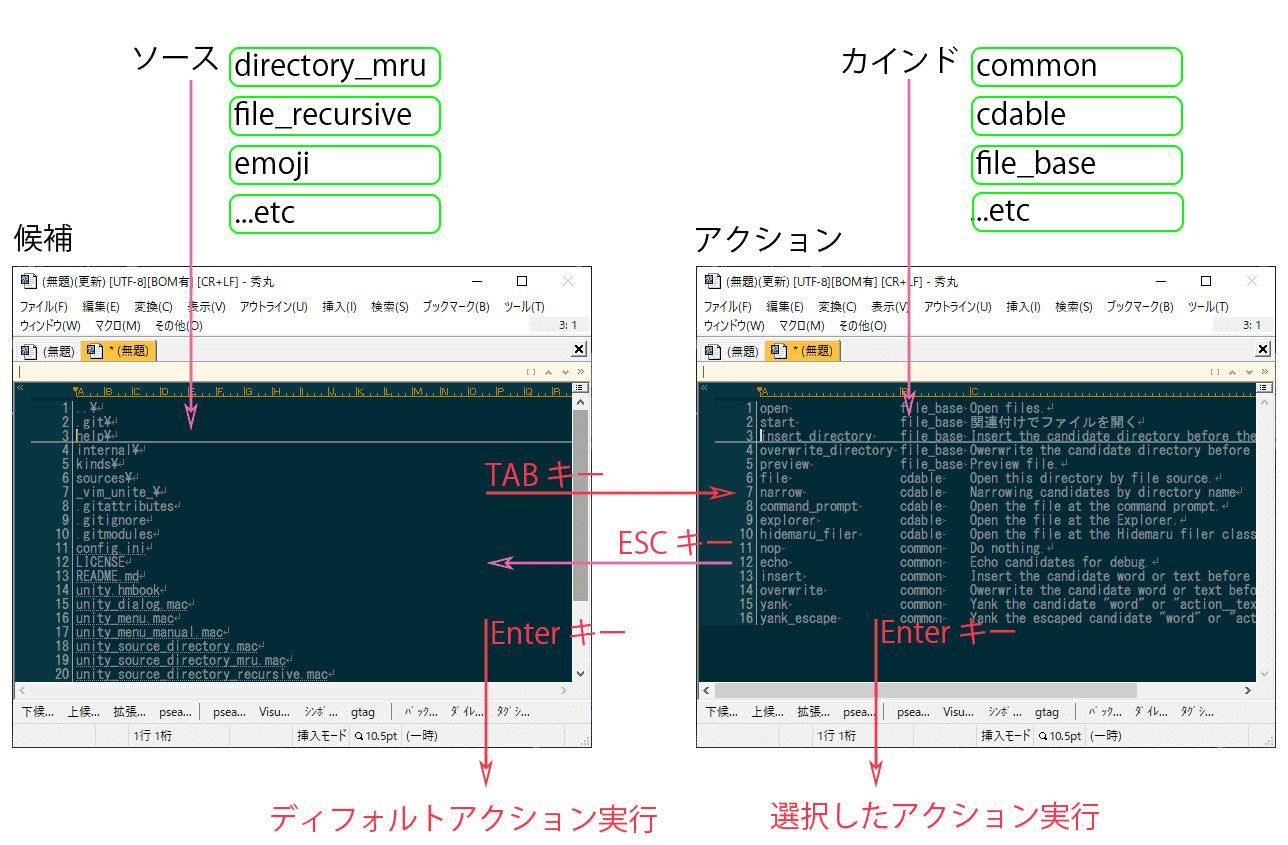 ソース
directory_mru
file_recursive
emoji
...etc
カインド
common
cdable
file_base
...etc
候補
(無題)(更新) [UTF-8][BOM有] [CR+LF] - 秀丸
ファイル(F) 編集(E) 変換(C) 表示(V) アウトライン(U) 挿入(I) 検索(S) ブックマーク(B) ツール(T)
ウィンドウ(W) マクロ(M) その他(O)
3: 1
(無題) * (無題)
1 ..¥
2 .git¥
3 help¥
4 internal¥
5 kinds¥
6 sources¥
7 _vim_unite_¥
8 .gitattributes
9 .gitignore
10 .gitmodules
11 config.ini
12 LICENSE
13 README.md
14 unity.hmbook
15 unity_dialog.mac
16 unity_menu.mac
17 unity_menu_manual.mac
18 unity_source_directory.mac
19 unity_source_directory_mru.mac
20 unity_source_directory_recursive.mac
下候... 上候... 拡張... psea... psea... Visu... シンボ... gtag バック... ダイレ... タグシ...
1行 1桁 挿入モード 10.5pt (一時)
TAB キー
ESC キー
Enter キー
ディフォルトアクション実行
アクション
(無題)(更新) [UTF-8][BOM有] [CR+LF] - 秀丸
ファイル(F) 編集(E) 変換(C) 表示(V) アウトライン(U) 挿入(I) 検索(S) ブックマーク(B) ツール(T)
ウィンドウ(W) マクロ(M) その他(O)
3: 1
(無題) * (無題)
1 open file_base Open files.
2 start file_base 関連付けでファイルを開く
3 insert_directory file_base Insert the candidate directory before the
4 overwrite_directory file_base Owerwrite the candidate directory before
5 preview file_base Preview file.
6 file cdable Open this directory by file source.
7 narrow cdable Narrowing candidates by directory name
8 command_prompt cdable Open the file at the command prompt.
9 explorer cdable Open the file at the Explorer.
10 hidemaru_filer cdable Open the file at the Hidemaru filer class
11 nop common Do nothing.
12 echo common Echo candidates for debug.
13 insert common Insert the candidate word or text before
14 overwrite common Owerwrite the candidate word or text befo
15 yank common Yank the candidate "word" or "action__tex
16 yank_escape common Yank the escaped candidate "word" or "act
下候... 上候... 拡張... psea... psea... Visu... シンボ... gtag バック... ダイレ... タグシ...
1行 1桁 挿入モード 10.5pt (一時)
Enter キー
選択したアクション実行